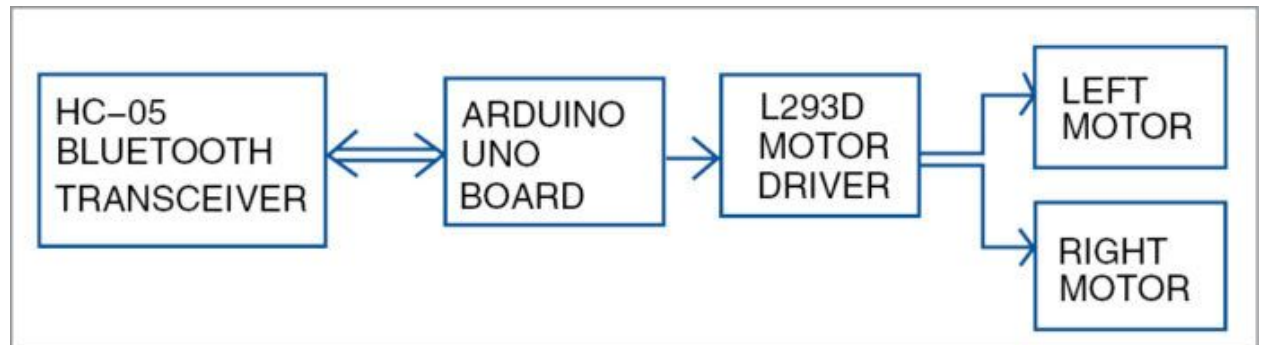 HC–05
BLUETOOTH
TRANSCEIVER
ARDUINO
UNO
BOARD
L293D
MOTOR
DRIVER
LEFT
MOTOR
RIGHT
MOTOR